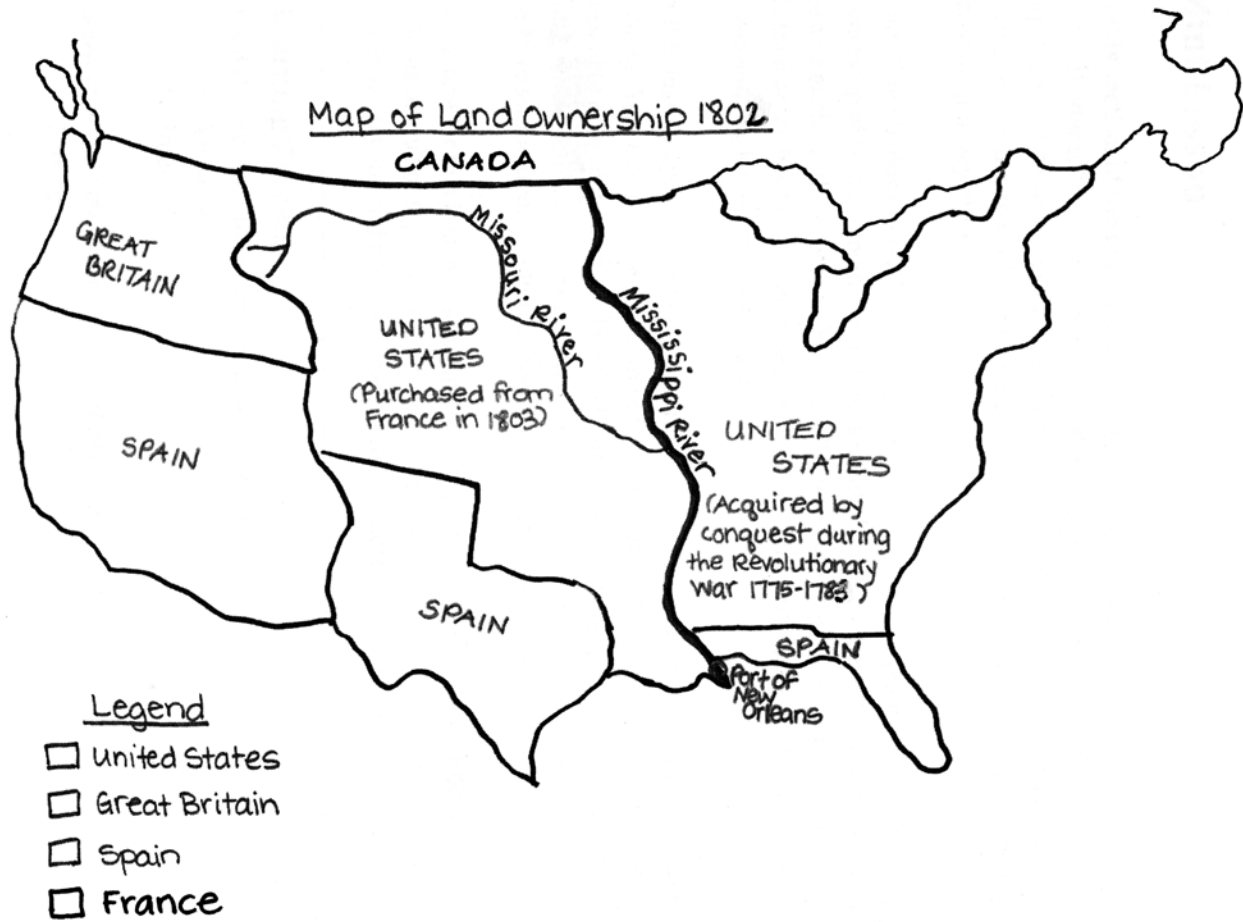 Map of Land Ownership 1802
CANADA
GREAT
BRITAIN
Missouri River
Mississippi River
UNITED
STATES
(Purchased from
France in 1803)
SPAIN
UNITED
STATES
(Acquired by
conquest during
the Revolutionary
War 1775-1783)
SPAIN
SPAIN
Port of
New
Orleans
Legend
United States
Great Britain
Spain
France